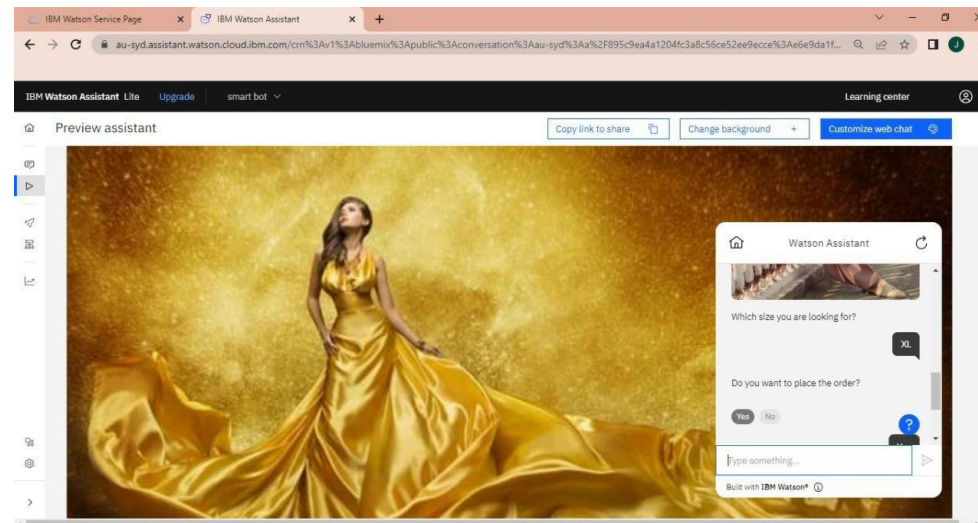 IBM Watson Service Page
IBM Watson Assistant
au-syd.assistant.watson.cloud.ibm.com/crn%3Av1%3Abluemix%3Apublic%3Aconversation%3Aau-syd%3Aa%2F895c9ea4a1204fc3a8c56ce52ee9ecce%3Ae6e9da1f...
J
IBM Watson Assistant Lite Upgrade smart bot Learning center
Preview assistant Copy link to share Change background + Customize web chat
Watson Assistant
Which size you are looking for?
XL
Do you want to place the order?
Yes No
?
Type something...
Built with IBM Watson®